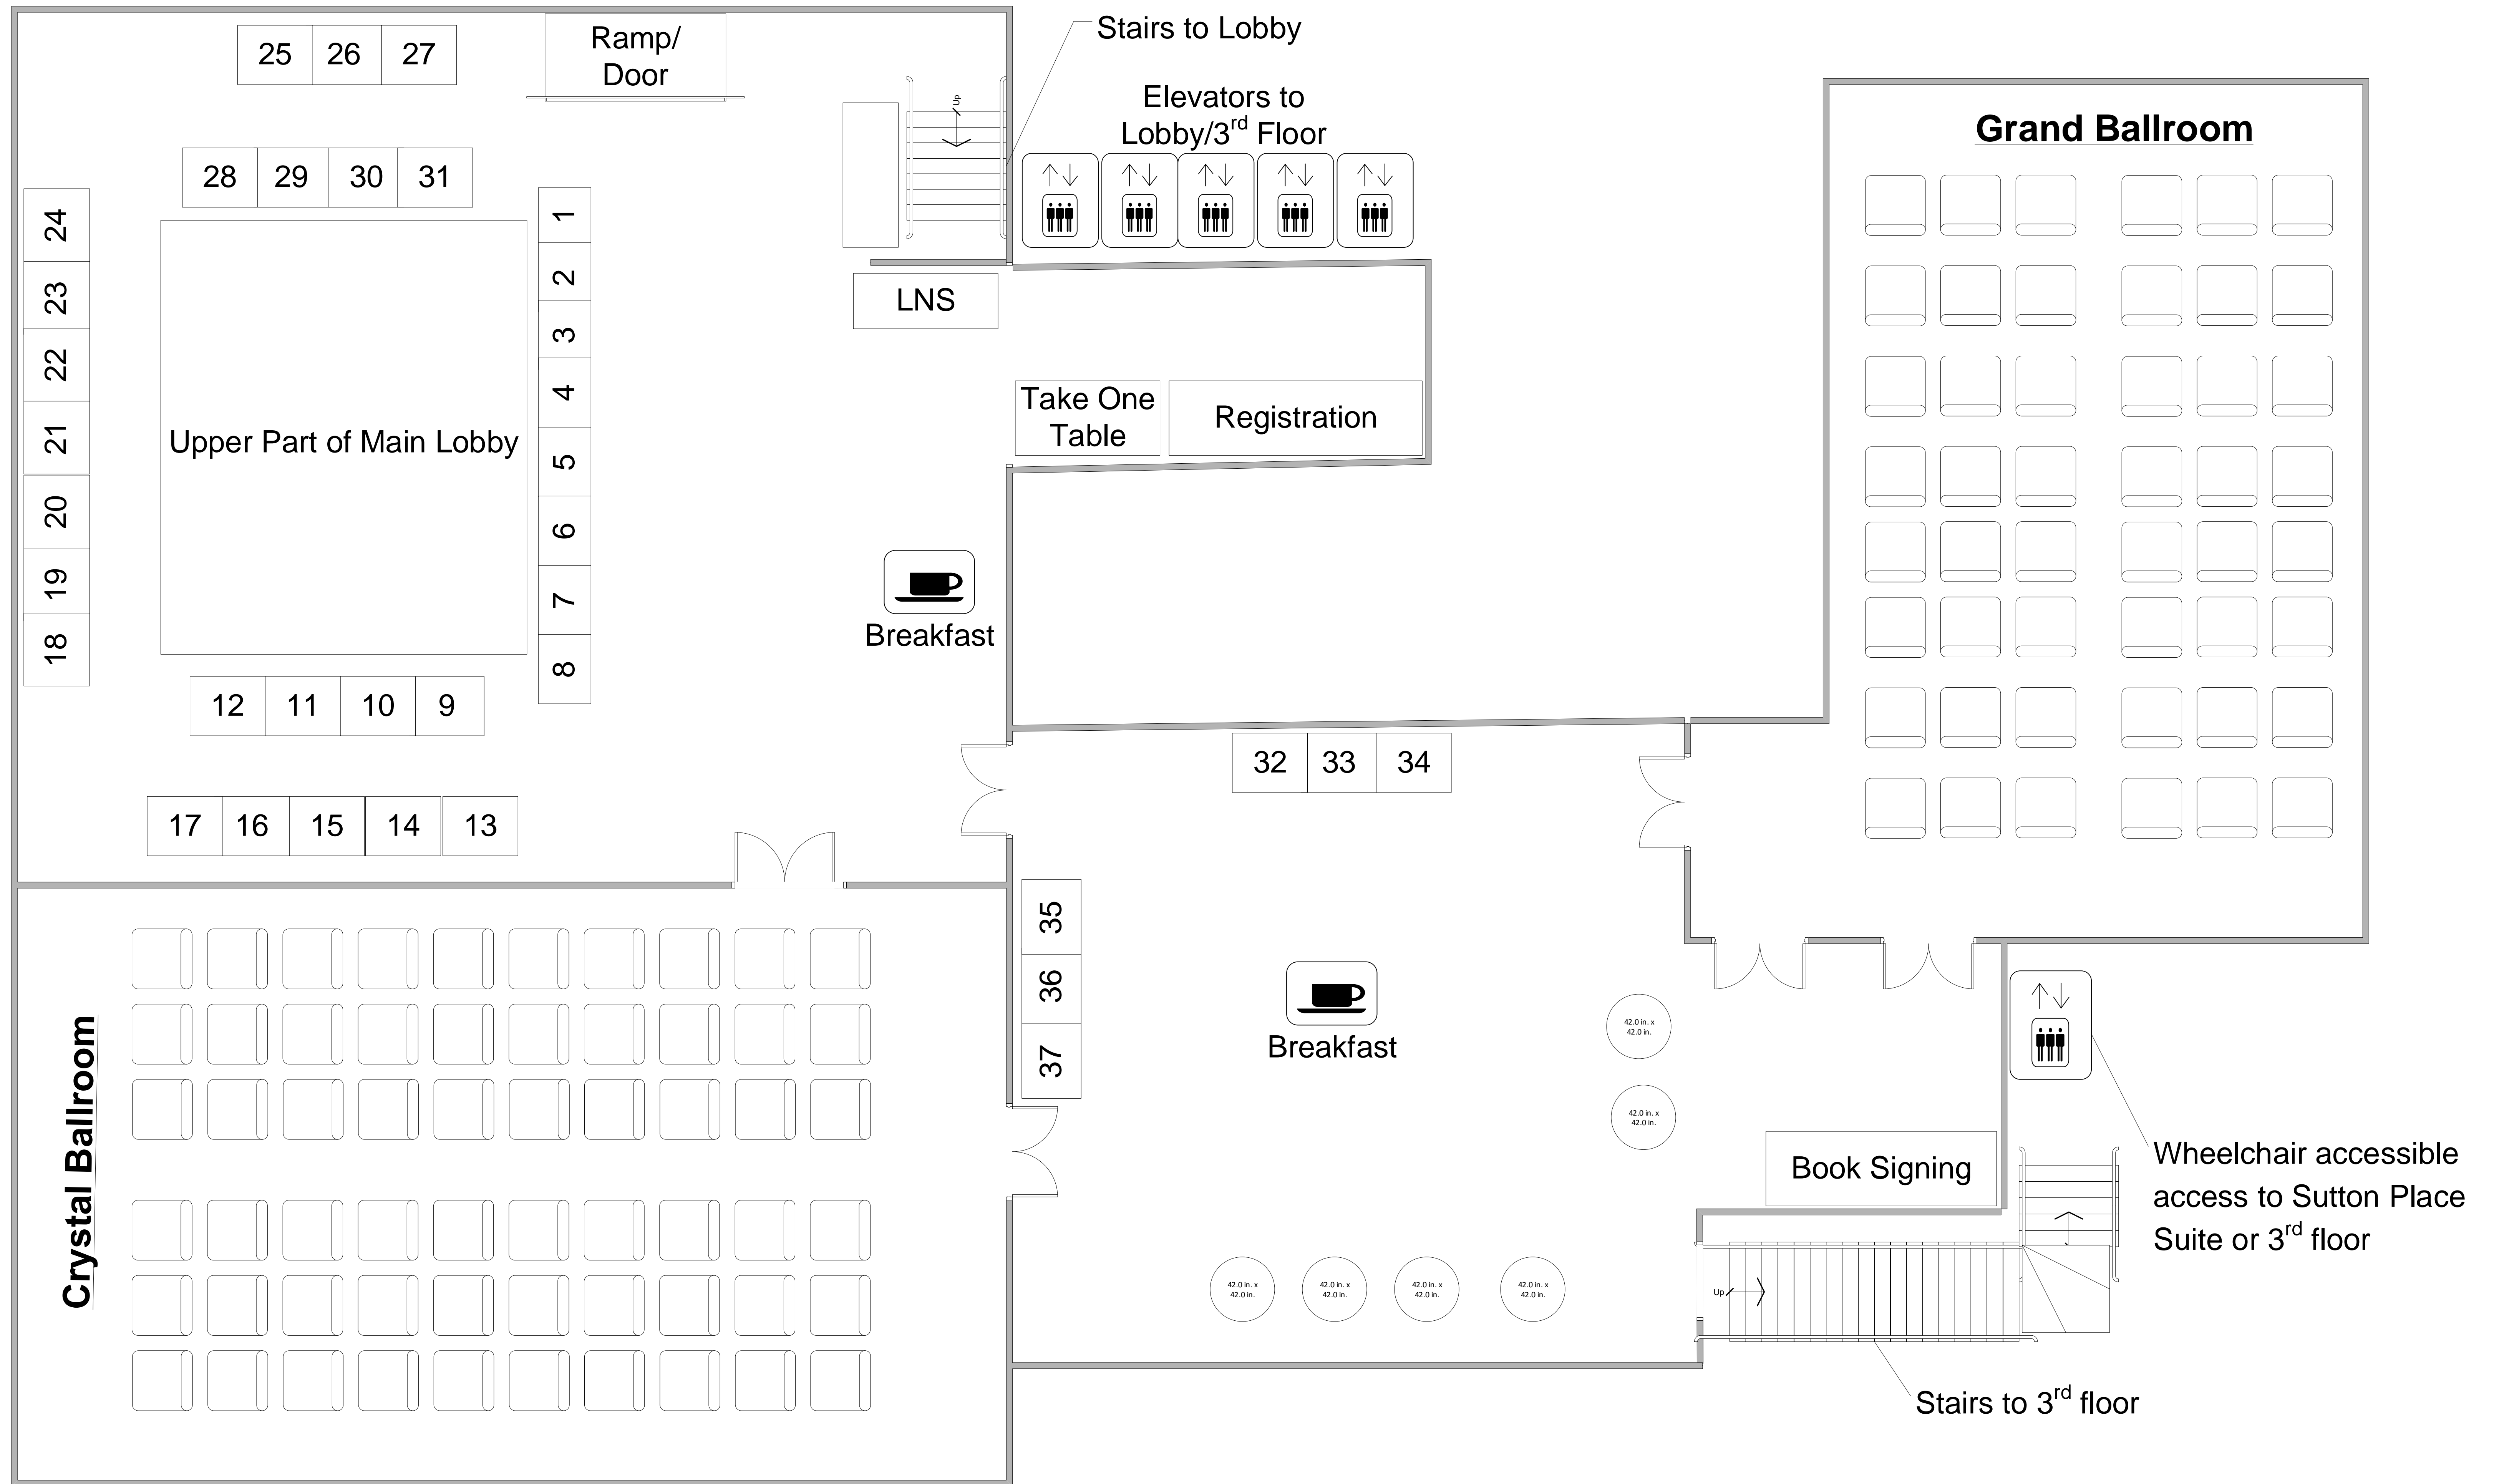 25 26 27
Ramp/
Door
Up
Stairs to Lobby
Elevators to
Lobby/3rd Floor
Grand Ballroom
28 29 30 31
24
23
22
21
20
19
18
Upper Part of Main Lobby
1
2
3
4
5
6
7
8
LNS
Take One
Table
Registration
Breakfast
12 11 10 9
17 16 15 14 13
32 33 34
35
36
37
Crystal Ballroom
Breakfast
42.0 in. x
42.0 in.
42.0 in. x
42.0 in.
Book Signing
Wheelchair accessible
access to Sutton Place
Suite or 3rd floor
42.0 in. x
42.0 in.
42.0 in. x
42.0 in.
42.0 in. x
42.0 in.
42.0 in. x
42.0 in.
Up
Stairs to 3rd floor